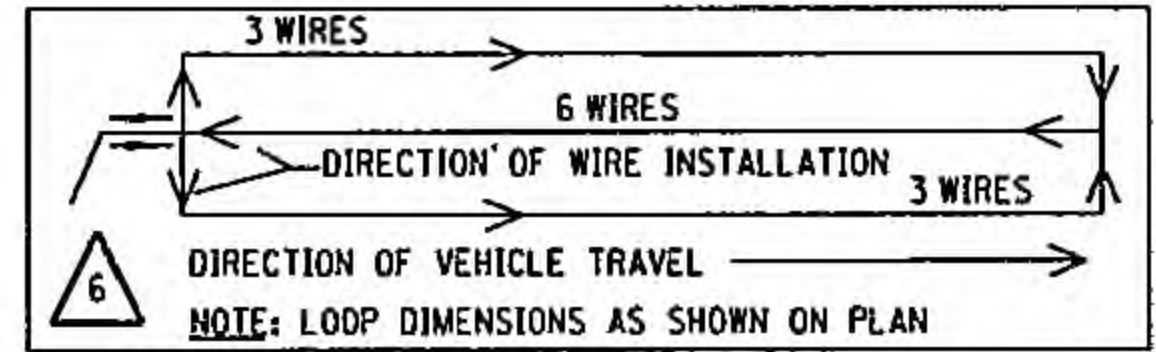 3 WIRES
6 WIRES
DIRECTION OF WIRE INSTALLATION
3 WIRES
DIRECTION OF VEHICLE TRAVEL
6
NOTE: LOOP DIMENSIONS AS SHOWN ON PLAN